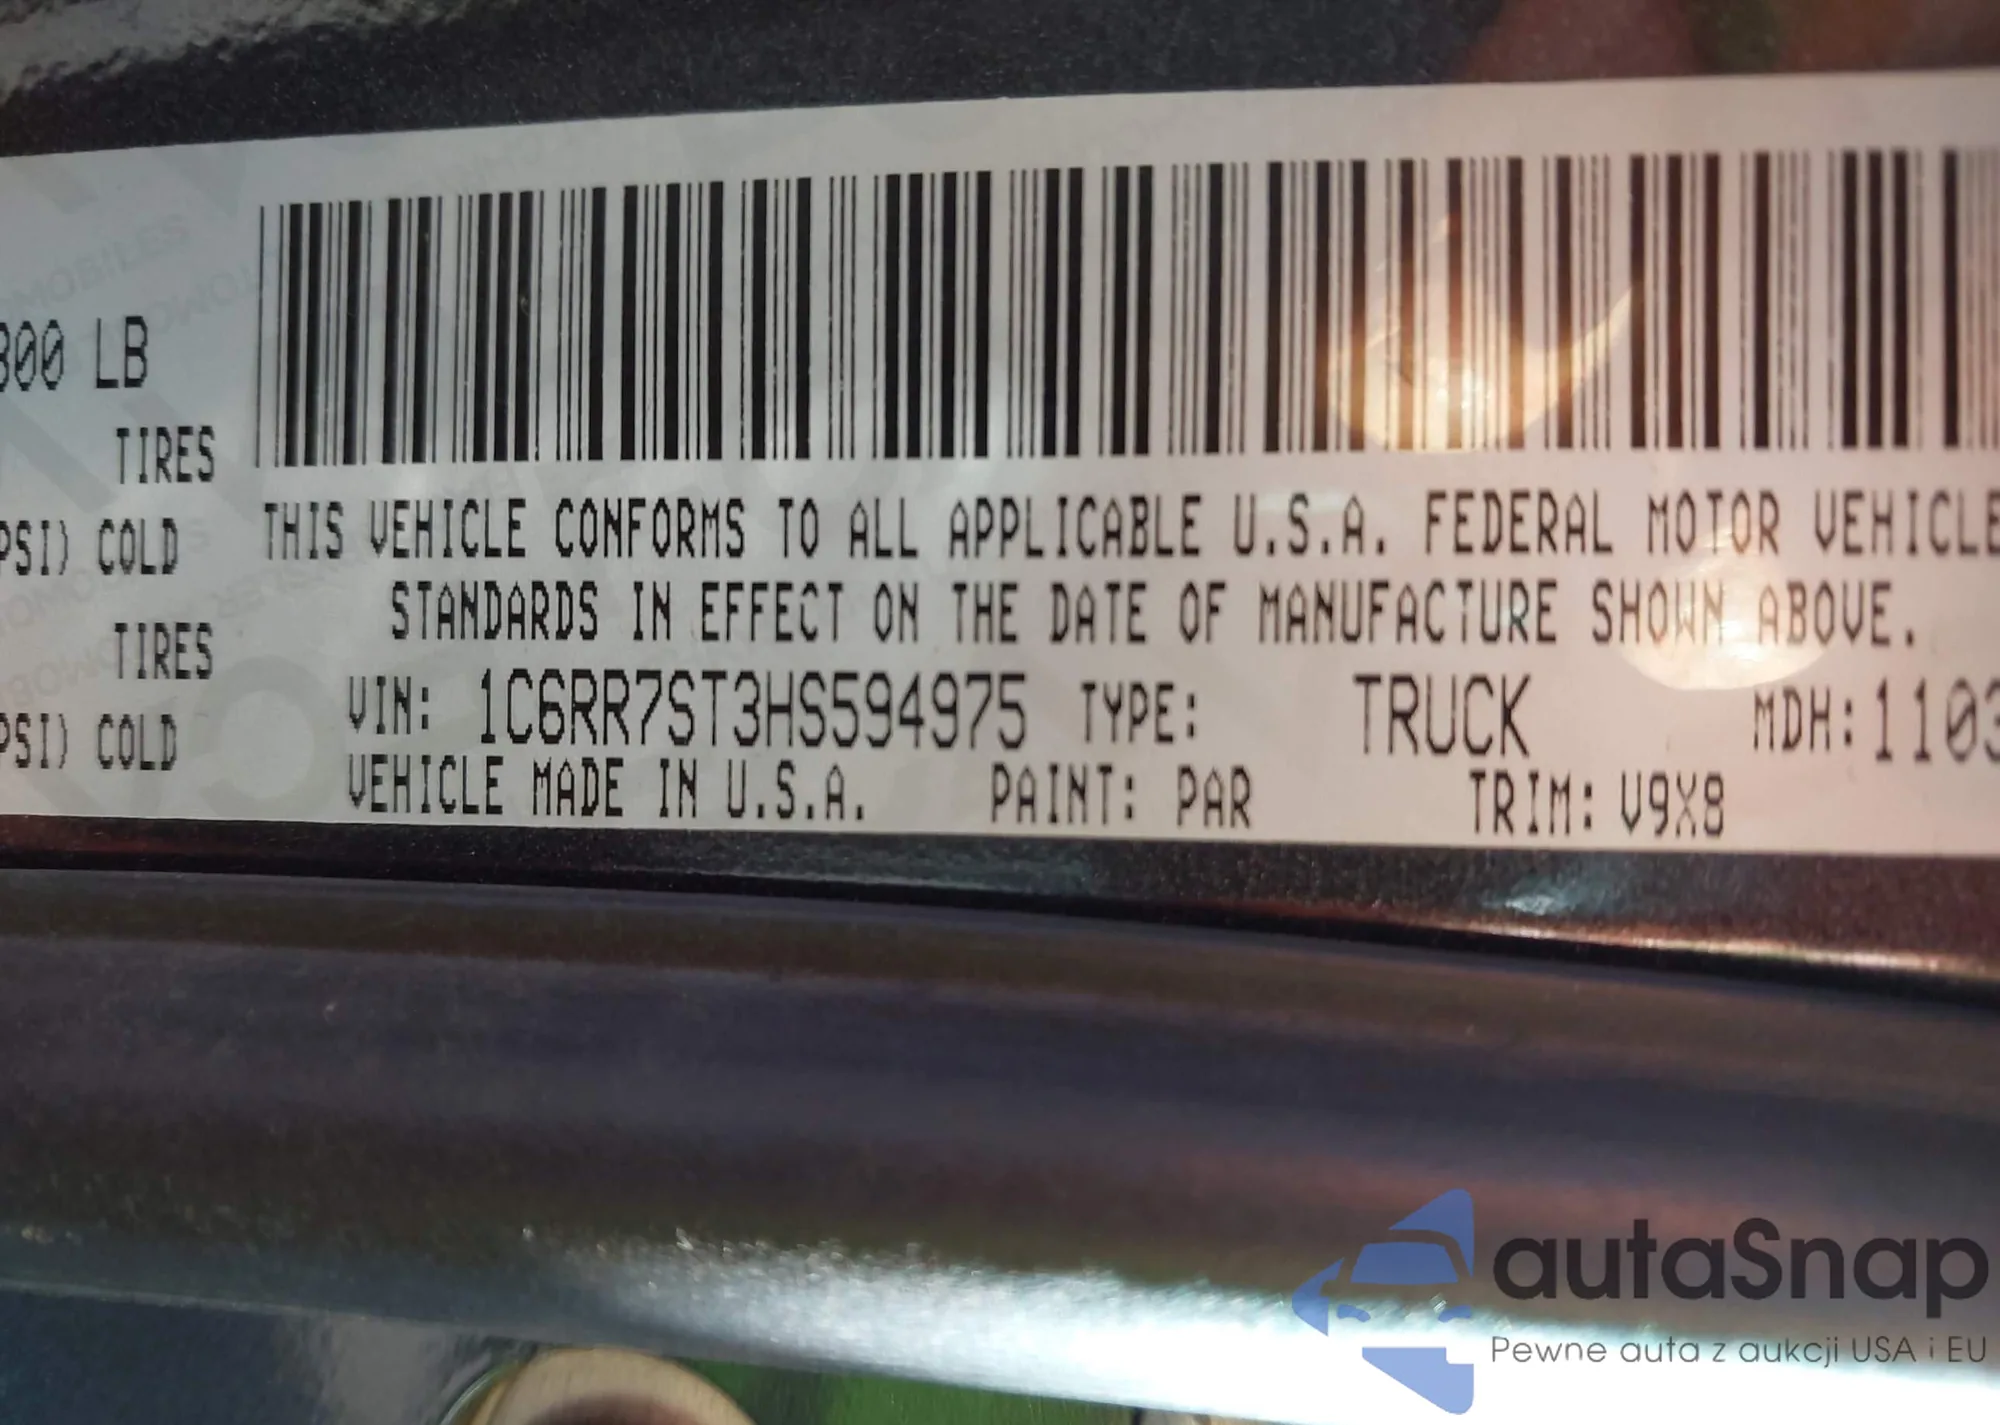 800 LB
TIRES
PSI) COLD
TIRES
PSI) COLD
THIS VEHICLE CONFORMS TO ALL APPLICABLE U.S.A. FEDERAL MOTOR VEHICLE
STANDARDS IN EFFECT ON THE DATE OF MANUFACTURE SHOWN ABOVE.
VIN: 1C6RR7ST3HS594975 TYPE: TRUCK MDH:1103
VEHICLE MADE IN U.S.A. PAINT: PAR TRIM: V9X8
autaSnap
Pewne auta z aukcji USA i EU